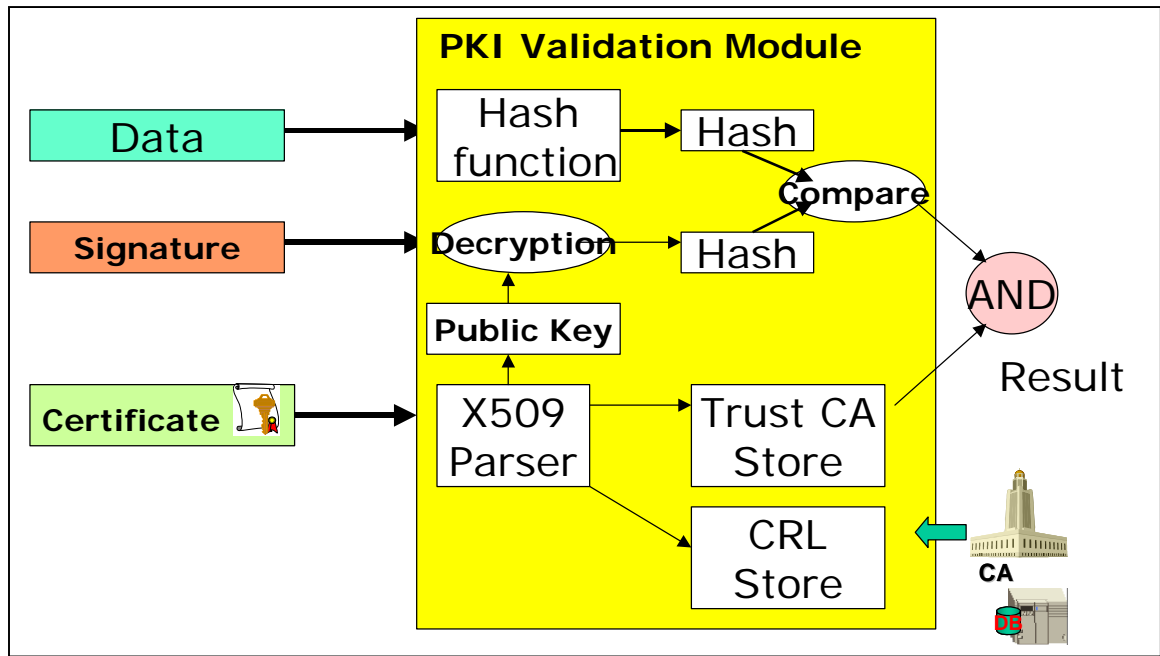 PKI Validation Module
Data
Hash
function
Hash
Compare
Signature
Decryption
Hash
AND
Public Key
Result
Certificate
X509
Parser
Trust CA
Store
CRL
Store
CA
DB